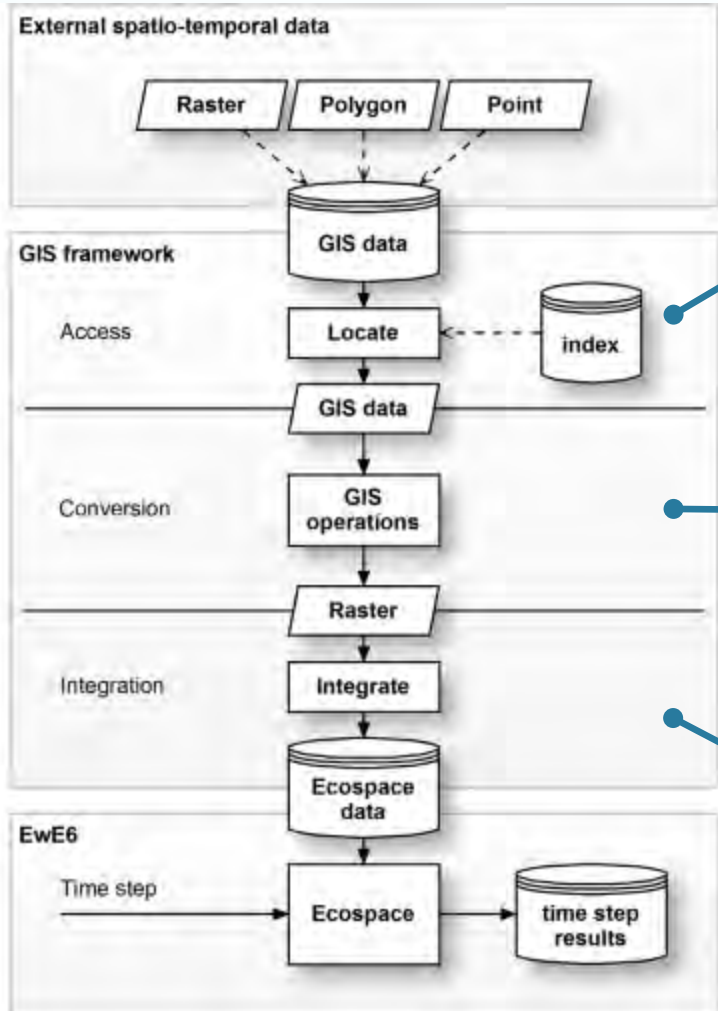 External spatio-temporal data
Raster
Polygon
Point
GIS data
GIS framework
Access
Locate
index
GIS data
Conversion
GIS
operations
Raster
Integration
Integrate
Ecospace
data
EwE6
Time step
Ecospace
time step
results